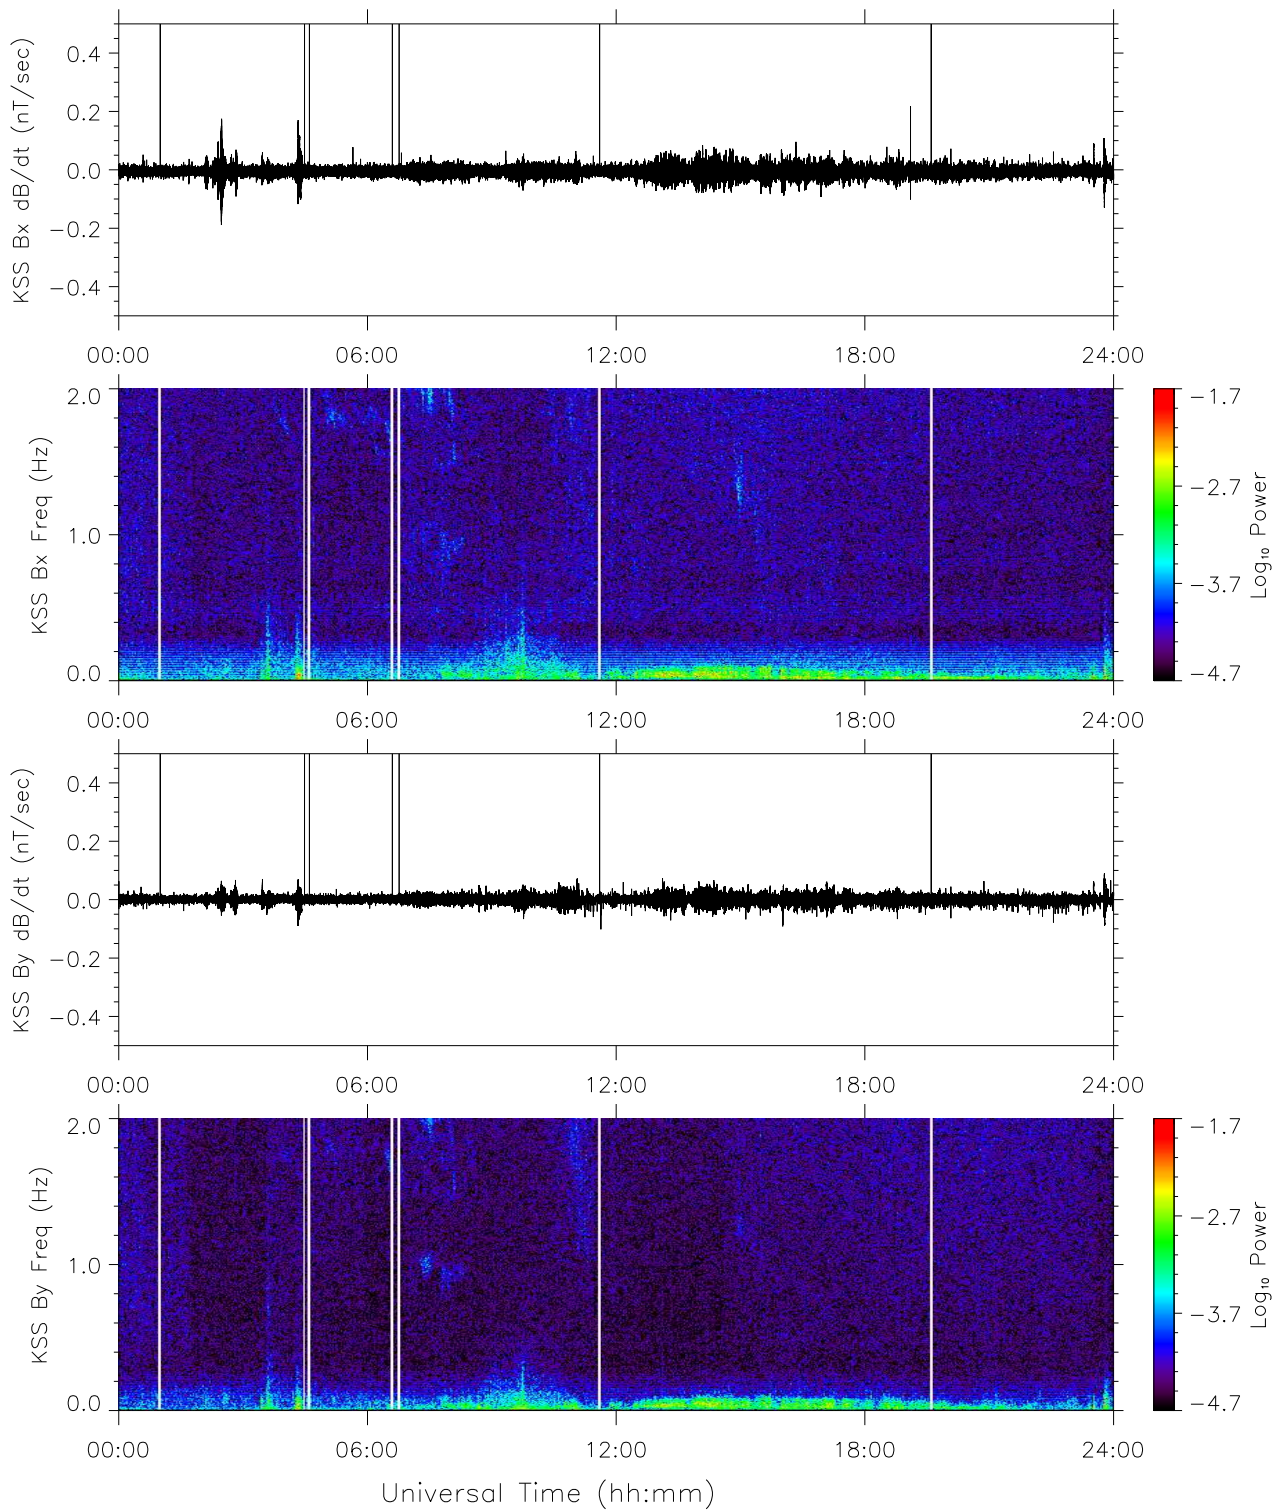 KSS Bx dB/dt (nT/sec)
0.4
0.2
0.0
−0.2
−0.4
00:00 06:00 12:00 18:00 24:00
KSS Bx Freq (Hz)
2.0
1.0
0.0
−1.7
−2.7
−3.7
−4.7
Log₁₀ Power
00:00 06:00 12:00 18:00 24:00
KSS By dB/dt (nT/sec)
0.4
0.2
0.0
−0.2
−0.4
00:00 06:00 12:00 18:00 24:00
KSS By Freq (Hz)
2.0
1.0
0.0
−1.7
−2.7
−3.7
−4.7
Log₁₀ Power
00:00 06:00 12:00 18:00 24:00
Universal Time (hh:mm)